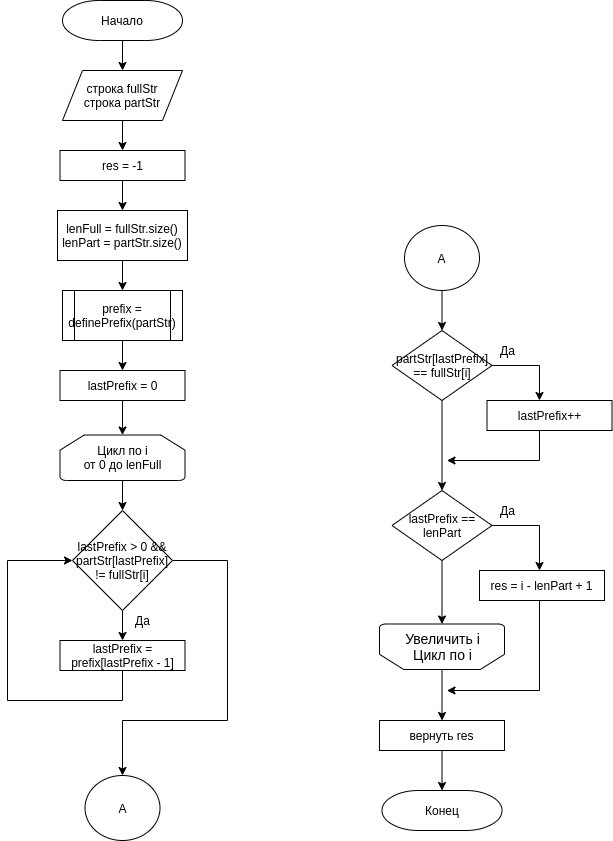 Начало
строка fullStr
строка partStr
res = -1
lenFull = fullStr.size()
lenPart = partStr.size()
prefix =
definePrefix(partStr)
lastPrefix = 0
Цикл по i
от 0 до lenFull
lastPrefix > 0 &&
partStr[lastPrefix]
!= fullStr[i]
Да
lastPrefix =
prefix[lastPrefix - 1]
А
А
partStr[lastPrefix]
== fullStr[i]
Да
lastPrefix++
lastPrefix ==
lenPart
Да
res = i - lenPart + 1
Увеличить i
Цикл по i
вернуть res
Конец